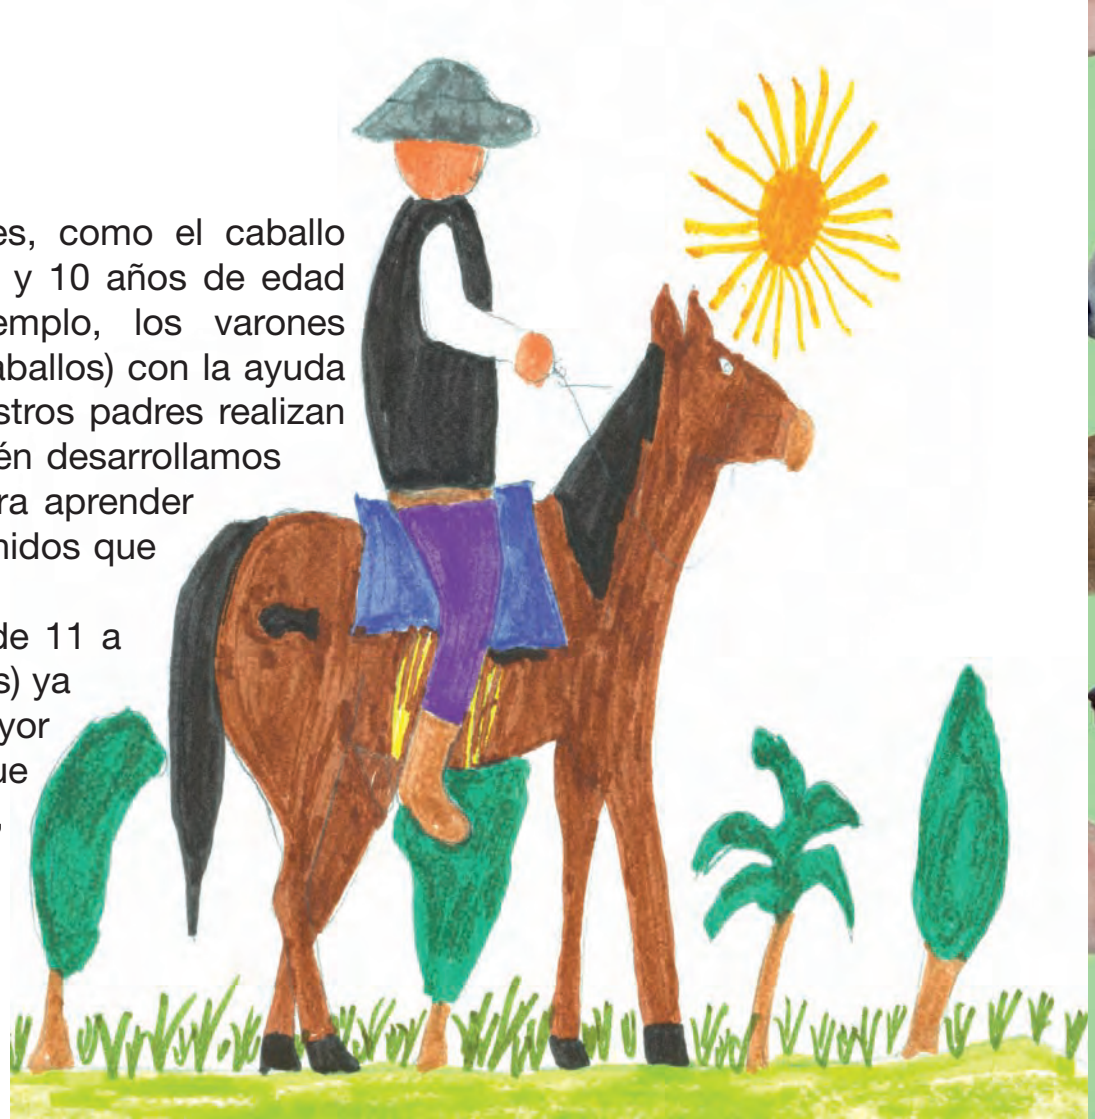 es, como el caballo
y 10 años de edad
emplo, los varones
aballos) con la ayuda
stros padres realizan
én desarrollamos
ra aprender
nidos que
de 11 a
s) ya
yor
ue
,